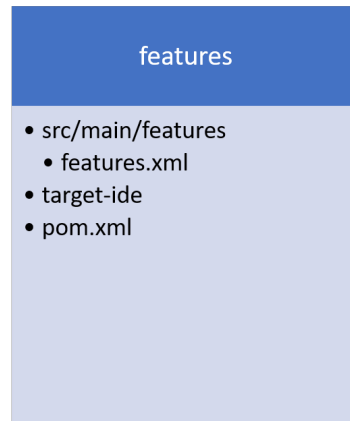 features
• src/main/features
• features.xml
• target-ide
• pom.xml